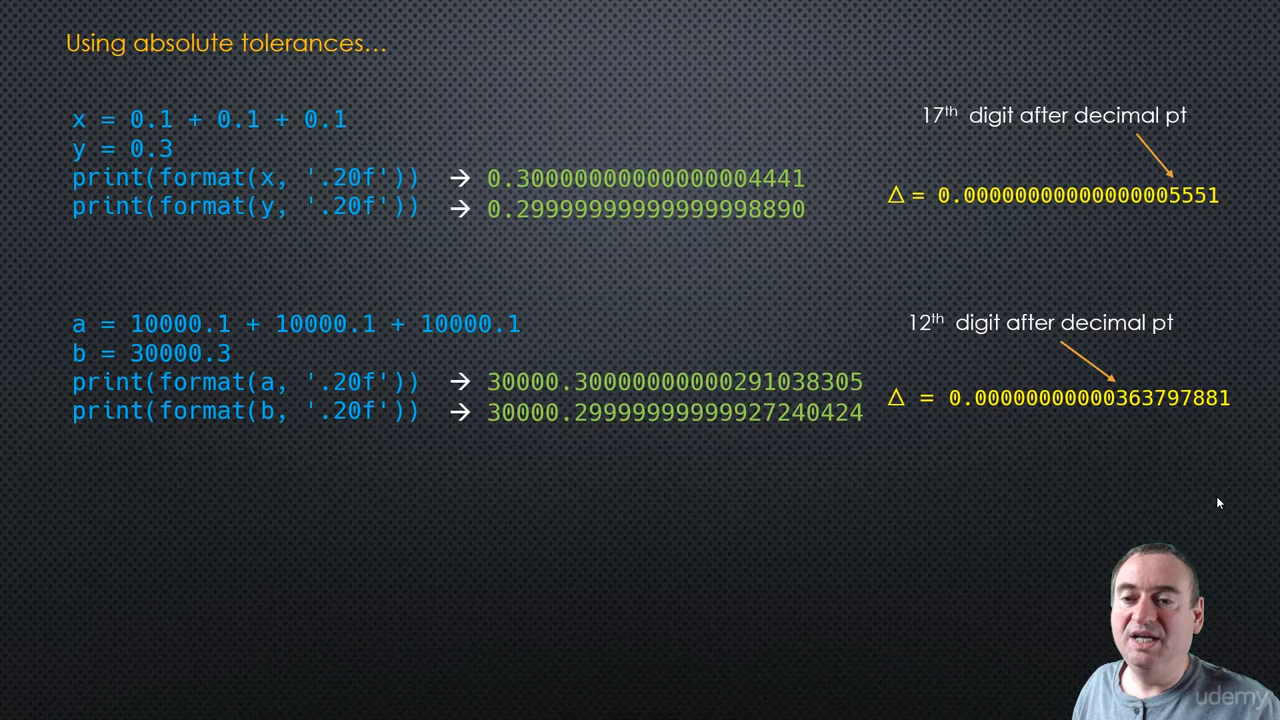 Using absolute tolerances...
x = 0.1 + 0.1 + 0.1
y = 0.3
print(format(x, '.20f')) → 0.30000000000000004441
print(format(y, '.20f')) → 0.29999999999999998890
17th digit after decimal pt
Δ = 0.00000000000000005551
a = 10000.1 + 10000.1 + 10000.1
b = 30000.3
print(format(a, '.20f')) → 30000.30000000000291038305
print(format(b, '.20f')) → 30000.29999999999927240424
12th digit after decimal pt
Δ = 0.00000000000363797881
udemy